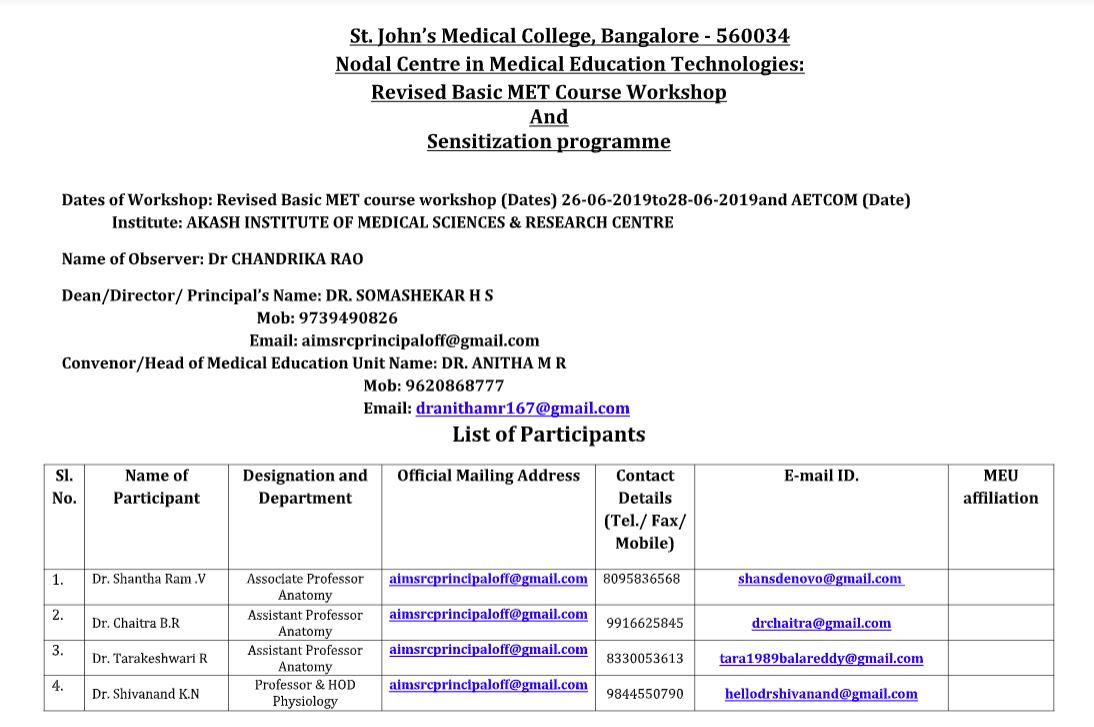 St. John’s Medical College, Bangalore - 560034
Nodal Centre in Medical Education Technologies:
Revised Basic MET Course Workshop
And
Sensitization programme
Dates of Workshop: Revised Basic MET course workshop (Dates) 26-06-2019to28-06-2019and AETCOM (Date)
Institute: AKASH INSTITUTE OF MEDICAL SCIENCES & RESEARCH CENTRE
Name of Observer: Dr CHANDRIKA RAO
Dean/Director/ Principal’s Name: DR. SOMASHEKAR H S
Mob: 9739490826
Email: aimsrcprincipaloff@gmail.com
Convenor/Head of Medical Education Unit Name: DR. ANITHA M R
Mob: 9620868777
Email: dranithamr167@gmail.com
List of Participants
Sl. No. Name of Participant Designation and Department Official Mailing Address Contact Details (Tel./ Fax/ Mobile) E-mail ID. MEU affiliation
1. Dr. Shantha Ram .V Associate Professor Anatomy aimsrcprincipaloff@gmail.com 8095836568 shansdenovo@gmail.com
2. Dr. Chaitra B.R Assistant Professor Anatomy aimsrcprincipaloff@gmail.com 9916625845 drchaitra@gmail.com
3. Dr. Tarakeshwari R Assistant Professor Anatomy aimsrcprincipaloff@gmail.com 8330053613 tara1989balareddy@gmail.com
4. Dr. Shivanand K.N Professor & HOD Physiology aimsrcprincipaloff@gmail.com 9844550790 hellodrshivanand@gmail.com